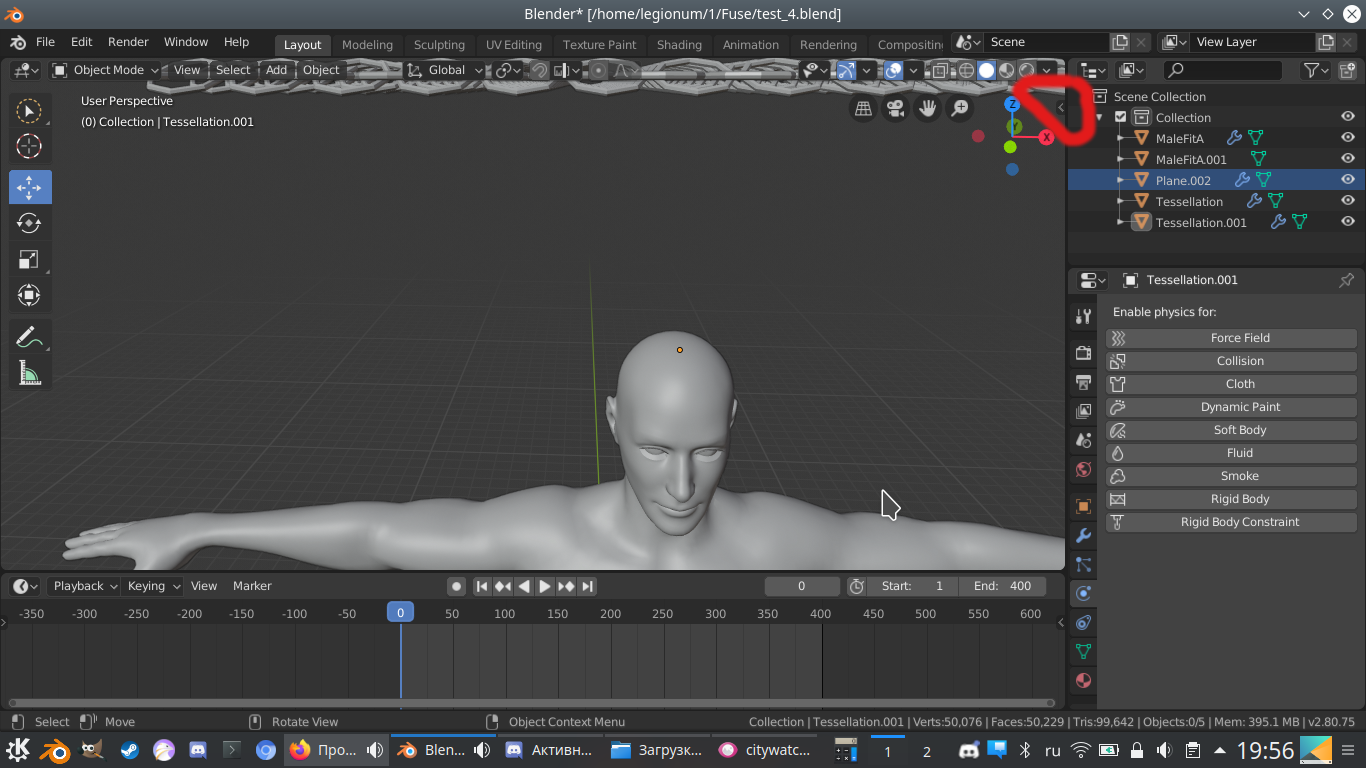 Blender* [/home/legionum/1/Fuse/test_4.blend]
File Edit Render Window Help Layout Modeling Sculpting UV Editing Texture Paint Shading Animation Rendering Compositin Scene View Layer
Object Mode View Select Add Object Global
User Perspective
(0) Collection | Tessellation.001
Z
Y
X
Scene Collection
Collection
MaleFitA
MaleFitA.001
Plane.002
Tessellation
Tessellation.001
Tessellation.001
Enable physics for:
Force Field
Collision
Cloth
Dynamic Paint
Soft Body
Fluid
Smoke
Rigid Body
Rigid Body Constraint
Playback Keying View Marker 0 Start: 1 End: 400
-350 -300 -250 -200 -150 -100 -50 0 50 100 150 200 250 300 350 400 450 500 550 600
Select Move Rotate View Object Context Menu Collection | Tessellation.001 | Verts:50,076 | Faces:50,229 | Tris:99,642 | Objects:0/5 | Mem: 395.1 MB | v2.80.75
Про... Blen... Активн... Загрузк... citywatc... 1 2 ru 19:56